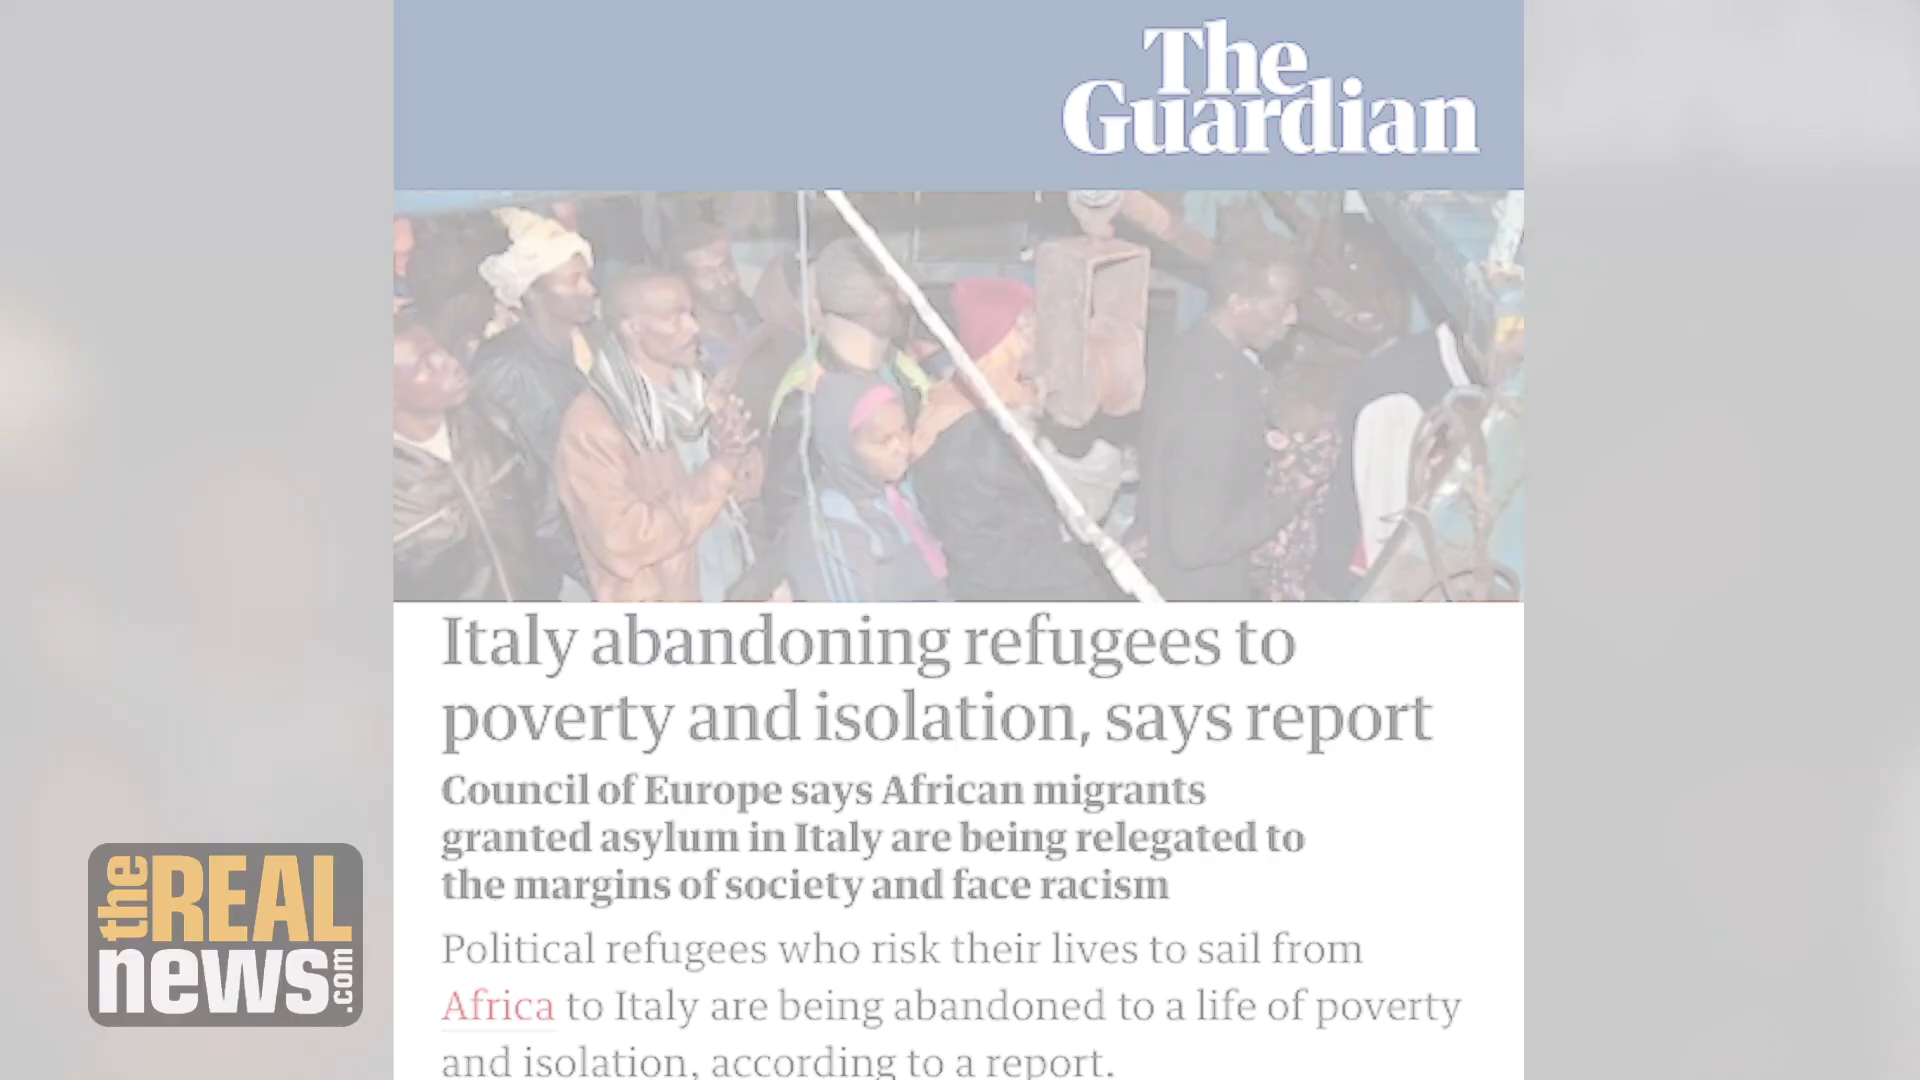 The
Guardian
Italy abandoning refugees to
poverty and isolation, says report
Council of Europe says African migrants
granted asylum in Italy are being relegated to
the margins of society and face racism
Political refugees who risk their lives to sail from
Africa to Italy are being abandoned to a life of poverty
and isolation, according to a report.
the REAL
news.com